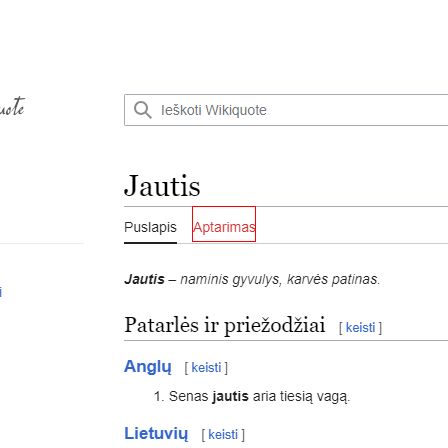 uote
Ieškoti Wikiquote
Jautis
Puslapis Aptarimas
i
Jautis – naminis gyvulys, karvės patinas.
Patarlės ir priežodžiai [ keisti ]
Anglų [ keisti ]
1. Senas jautis aria tiesią vagą.
Lietuvių [ keisti ]